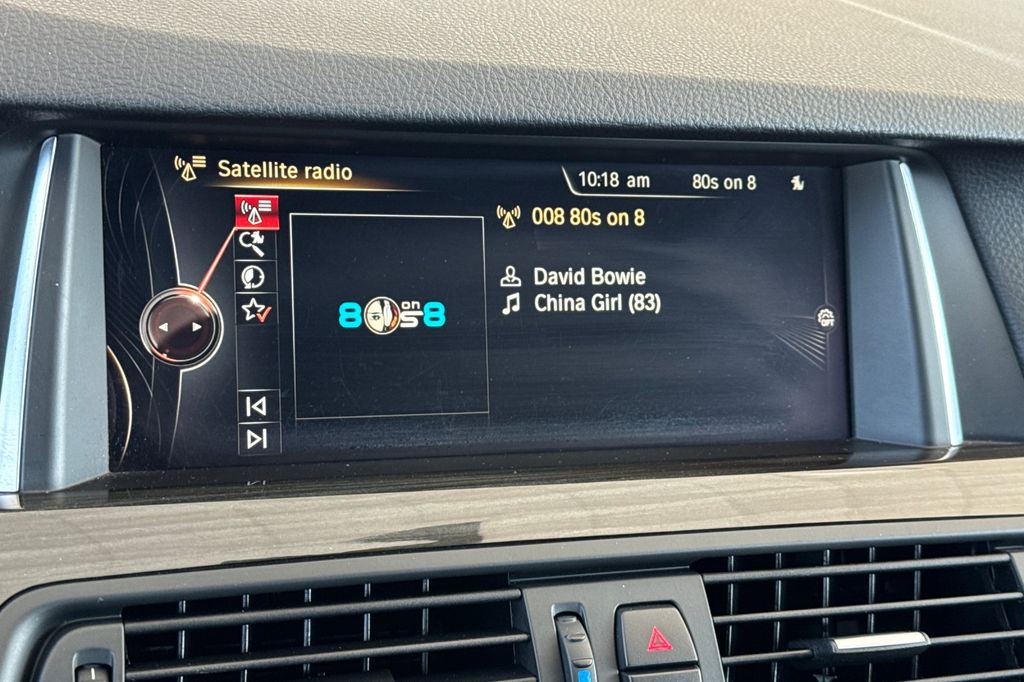 Satellite radio
10:18 am
80s on 8
008 80s on 8
David Bowie
China Girl (83)
80s on 8
OPT